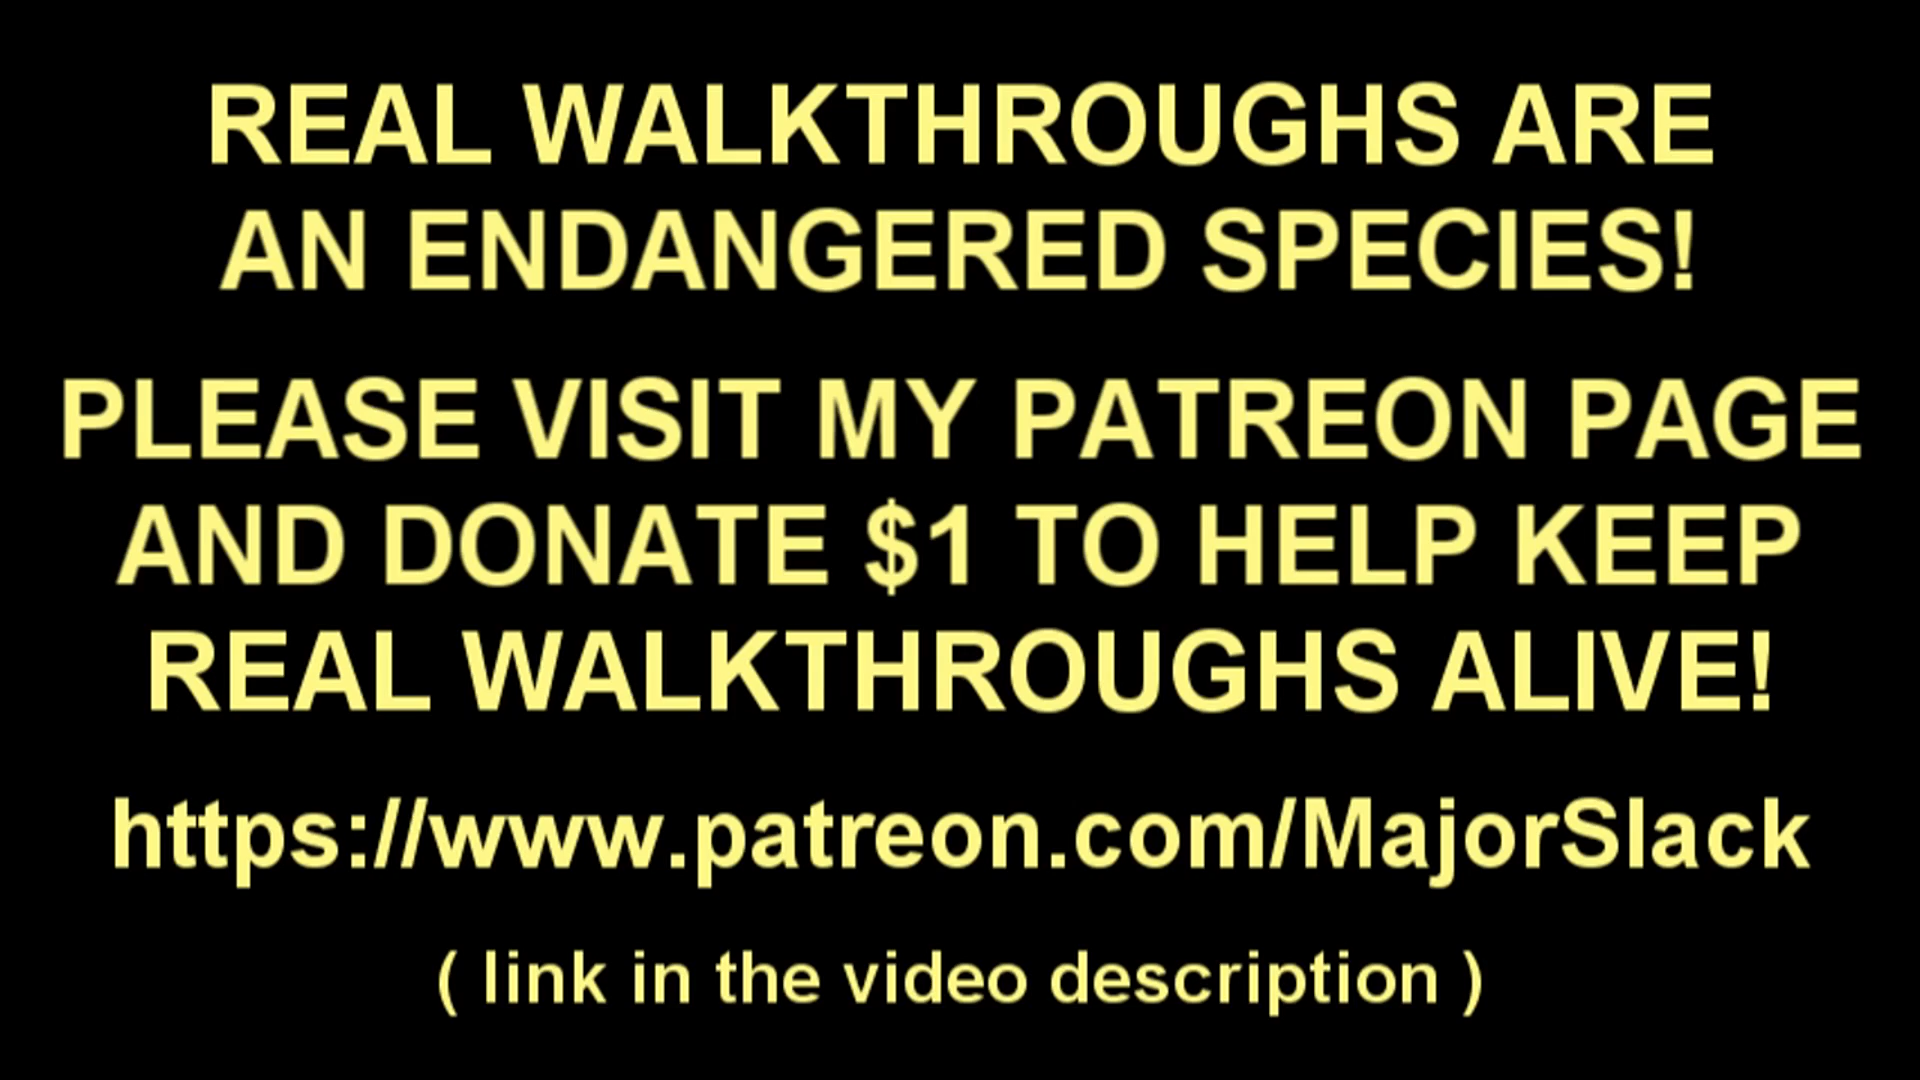 REAL WALKTHROUGHS ARE
AN ENDANGERED SPECIES!
PLEASE VISIT MY PATREON PAGE
AND DONATE $1 TO HELP KEEP
REAL WALKTHROUGHS ALIVE!
https://www.patreon.com/MajorSlack
( link in the video description )